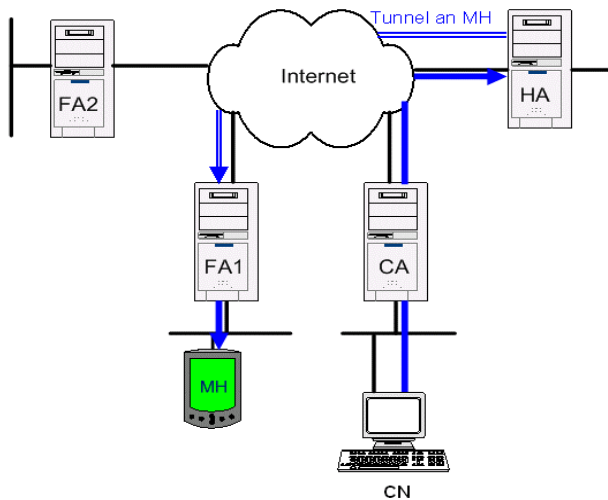 Tunnel an MH
Internet
FA2
HA
FA1
CA
MH
CN